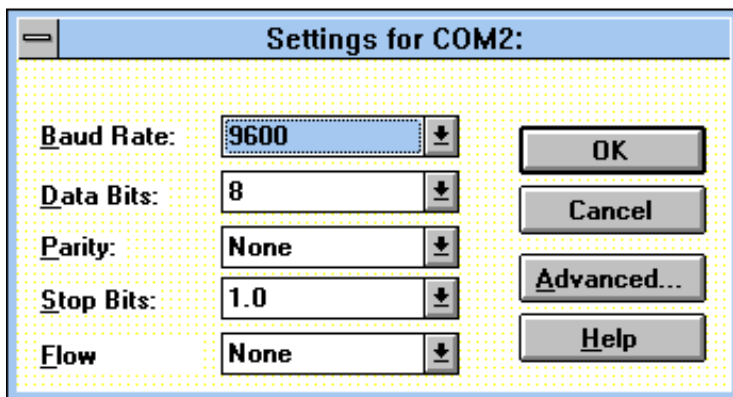 Settings for COM2:
Baud Rate: 9600
Data Bits: 8
Parity: None
Stop Bits: 1.0
Flow None
OK
Cancel
Advanced...
Help